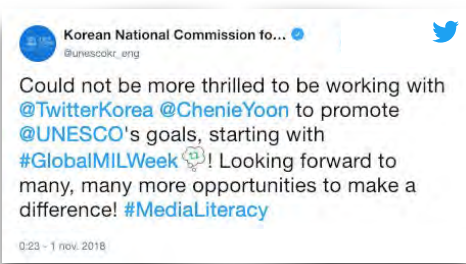 Korean National Commission fo...
@unescokr_eng
Could not be more thrilled to be working with
@TwitterKorea @ChenieYoon to promote
@UNESCO's goals, starting with
#GlobalMILWeek! Looking forward to
many, many more opportunities to make a
difference! #MediaLiteracy
0:23 - 1 nov. 2018